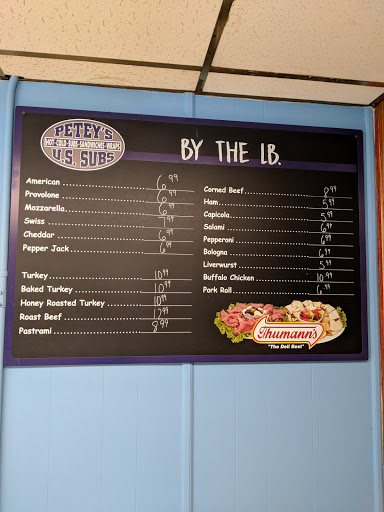 PETEY'S
HOT-COLD-SUBS-SANDWICHES-WRAPS
U.S. SUBS
BY THE LB.
American 6.99
Provolone 6.99
Mozzarella 6.99
Swiss 7.99
Cheddar 6.99
Pepper Jack 6.99
Turkey 10.99
Baked Turkey 10.99
Honey Roasted Turkey 10.99
Roast Beef 12.99
Pastrami 8.99
Corned Beef 8.99
Ham 5.99
Capicola 5.99
Salami 6.99
Pepperoni 6.99
Bologna 6.99
Liverwurst 5.99
Buffalo Chicken 10.99
Pork Roll 6.99
Thumann's
"The Deli Best"